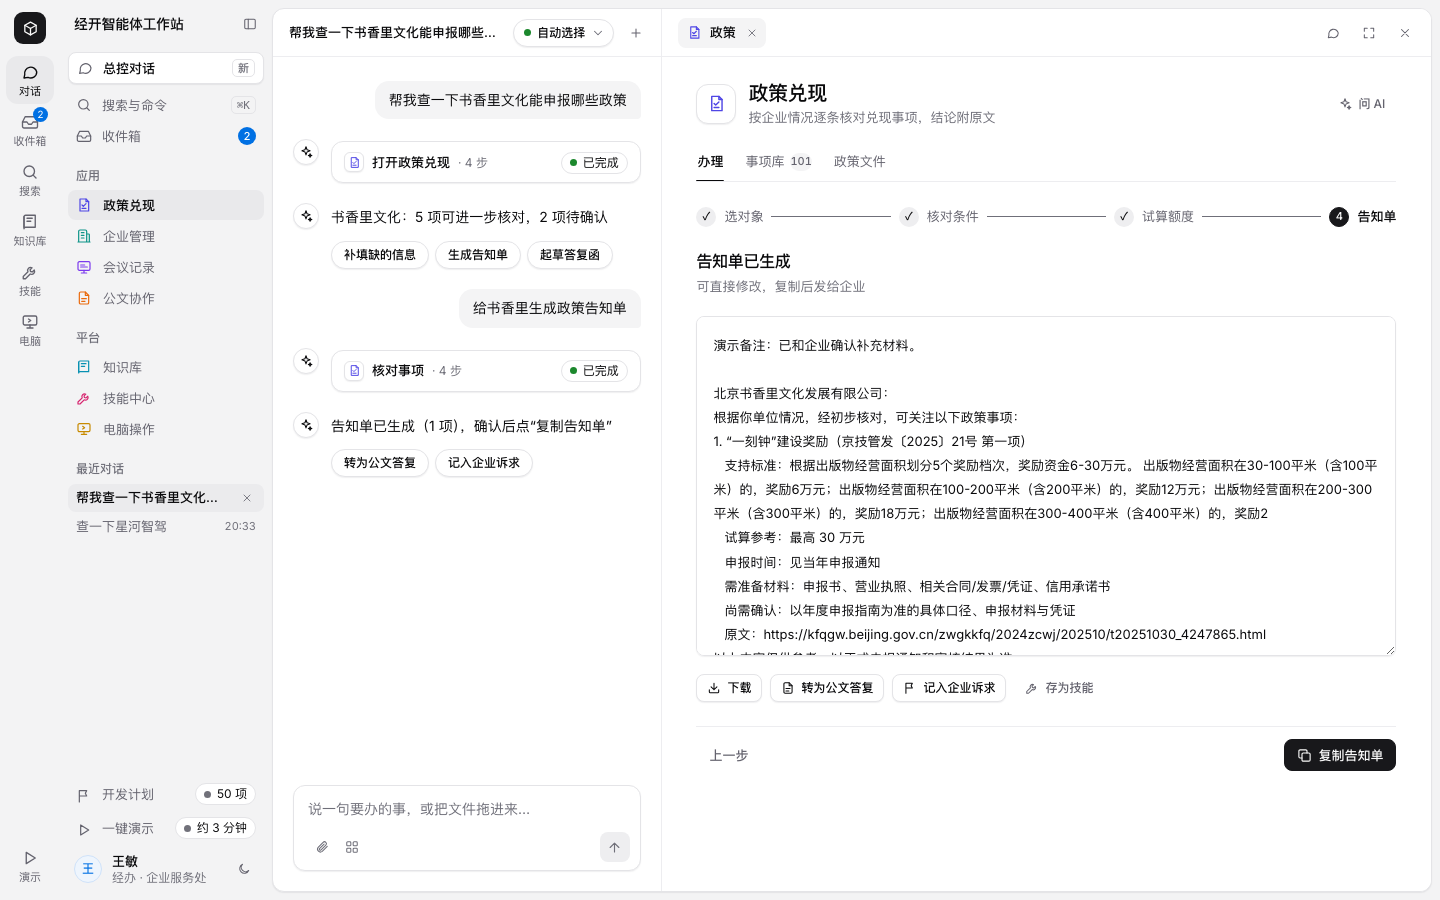 经开智能体工作站
对话
2
收件箱
搜索
知识库
技能
电脑
演示
总控对话 新
搜索与命令 ⌘K
收件箱 2
应用
政策兑现
企业管理
会议记录
公文协作
平台
知识库
技能中心
电脑操作
最近对话
帮我查一下书香里文化...
查一下星河智驾 20:33
开发计划 50 项
一键演示 约 3 分钟
王 王敏
经办 · 企业服务处
帮我查一下书香里文化能申报哪些... 自动选择
帮我查一下书香里文化能申报哪些政策
打开政策兑现 · 4 步 已完成
书香里文化：5 项可进一步核对，2 项待确认
补填缺的信息 生成告知单 起草答复函
给书香里生成政策告知单
核对事项 · 4 步 已完成
告知单已生成（1 项），确认后点“复制告知单”
转为公文答复 记入企业诉求
说一句要办的事，或把文件拖进来...
政策
政策兑现
按企业情况逐条核对兑现事项，结论附原文
问 AI
办理 事项库 101 政策文件
选对象 核对条件 试算额度 4 告知单
告知单已生成
可直接修改，复制后发给企业
演示备注：已和企业确认补充材料。
北京书香里文化发展有限公司：
根据你单位情况，经初步核对，可关注以下政策事项：
1. “一刻钟”建设奖励（京技管发〔2025〕21号 第一项）
支持标准：根据出版物经营面积划分5个奖励档次，奖励资金6-30万元。 出版物经营面积在30-100平米（含100平
米）的，奖励6万元；出版物经营面积在100-200平米（含200平米）的，奖励12万元；出版物经营面积在200-300
平米（含300平米）的，奖励18万元；出版物经营面积在300-400平米（含400平米）的，奖励2
试算参考：最高 30 万元
申报时间：见当年申报通知
需准备材料：申报书、营业执照、相关合同/发票/凭证、信用承诺书
尚需确认：以年度申报指南为准的具体口径、申报材料与凭证
原文：https://kfqgw.beijing.gov.cn/zwgkkfq/2024zcwj/202510/t20251030_4247865.html
下载 转为公文答复 记入企业诉求 存为技能
上一步 复制告知单